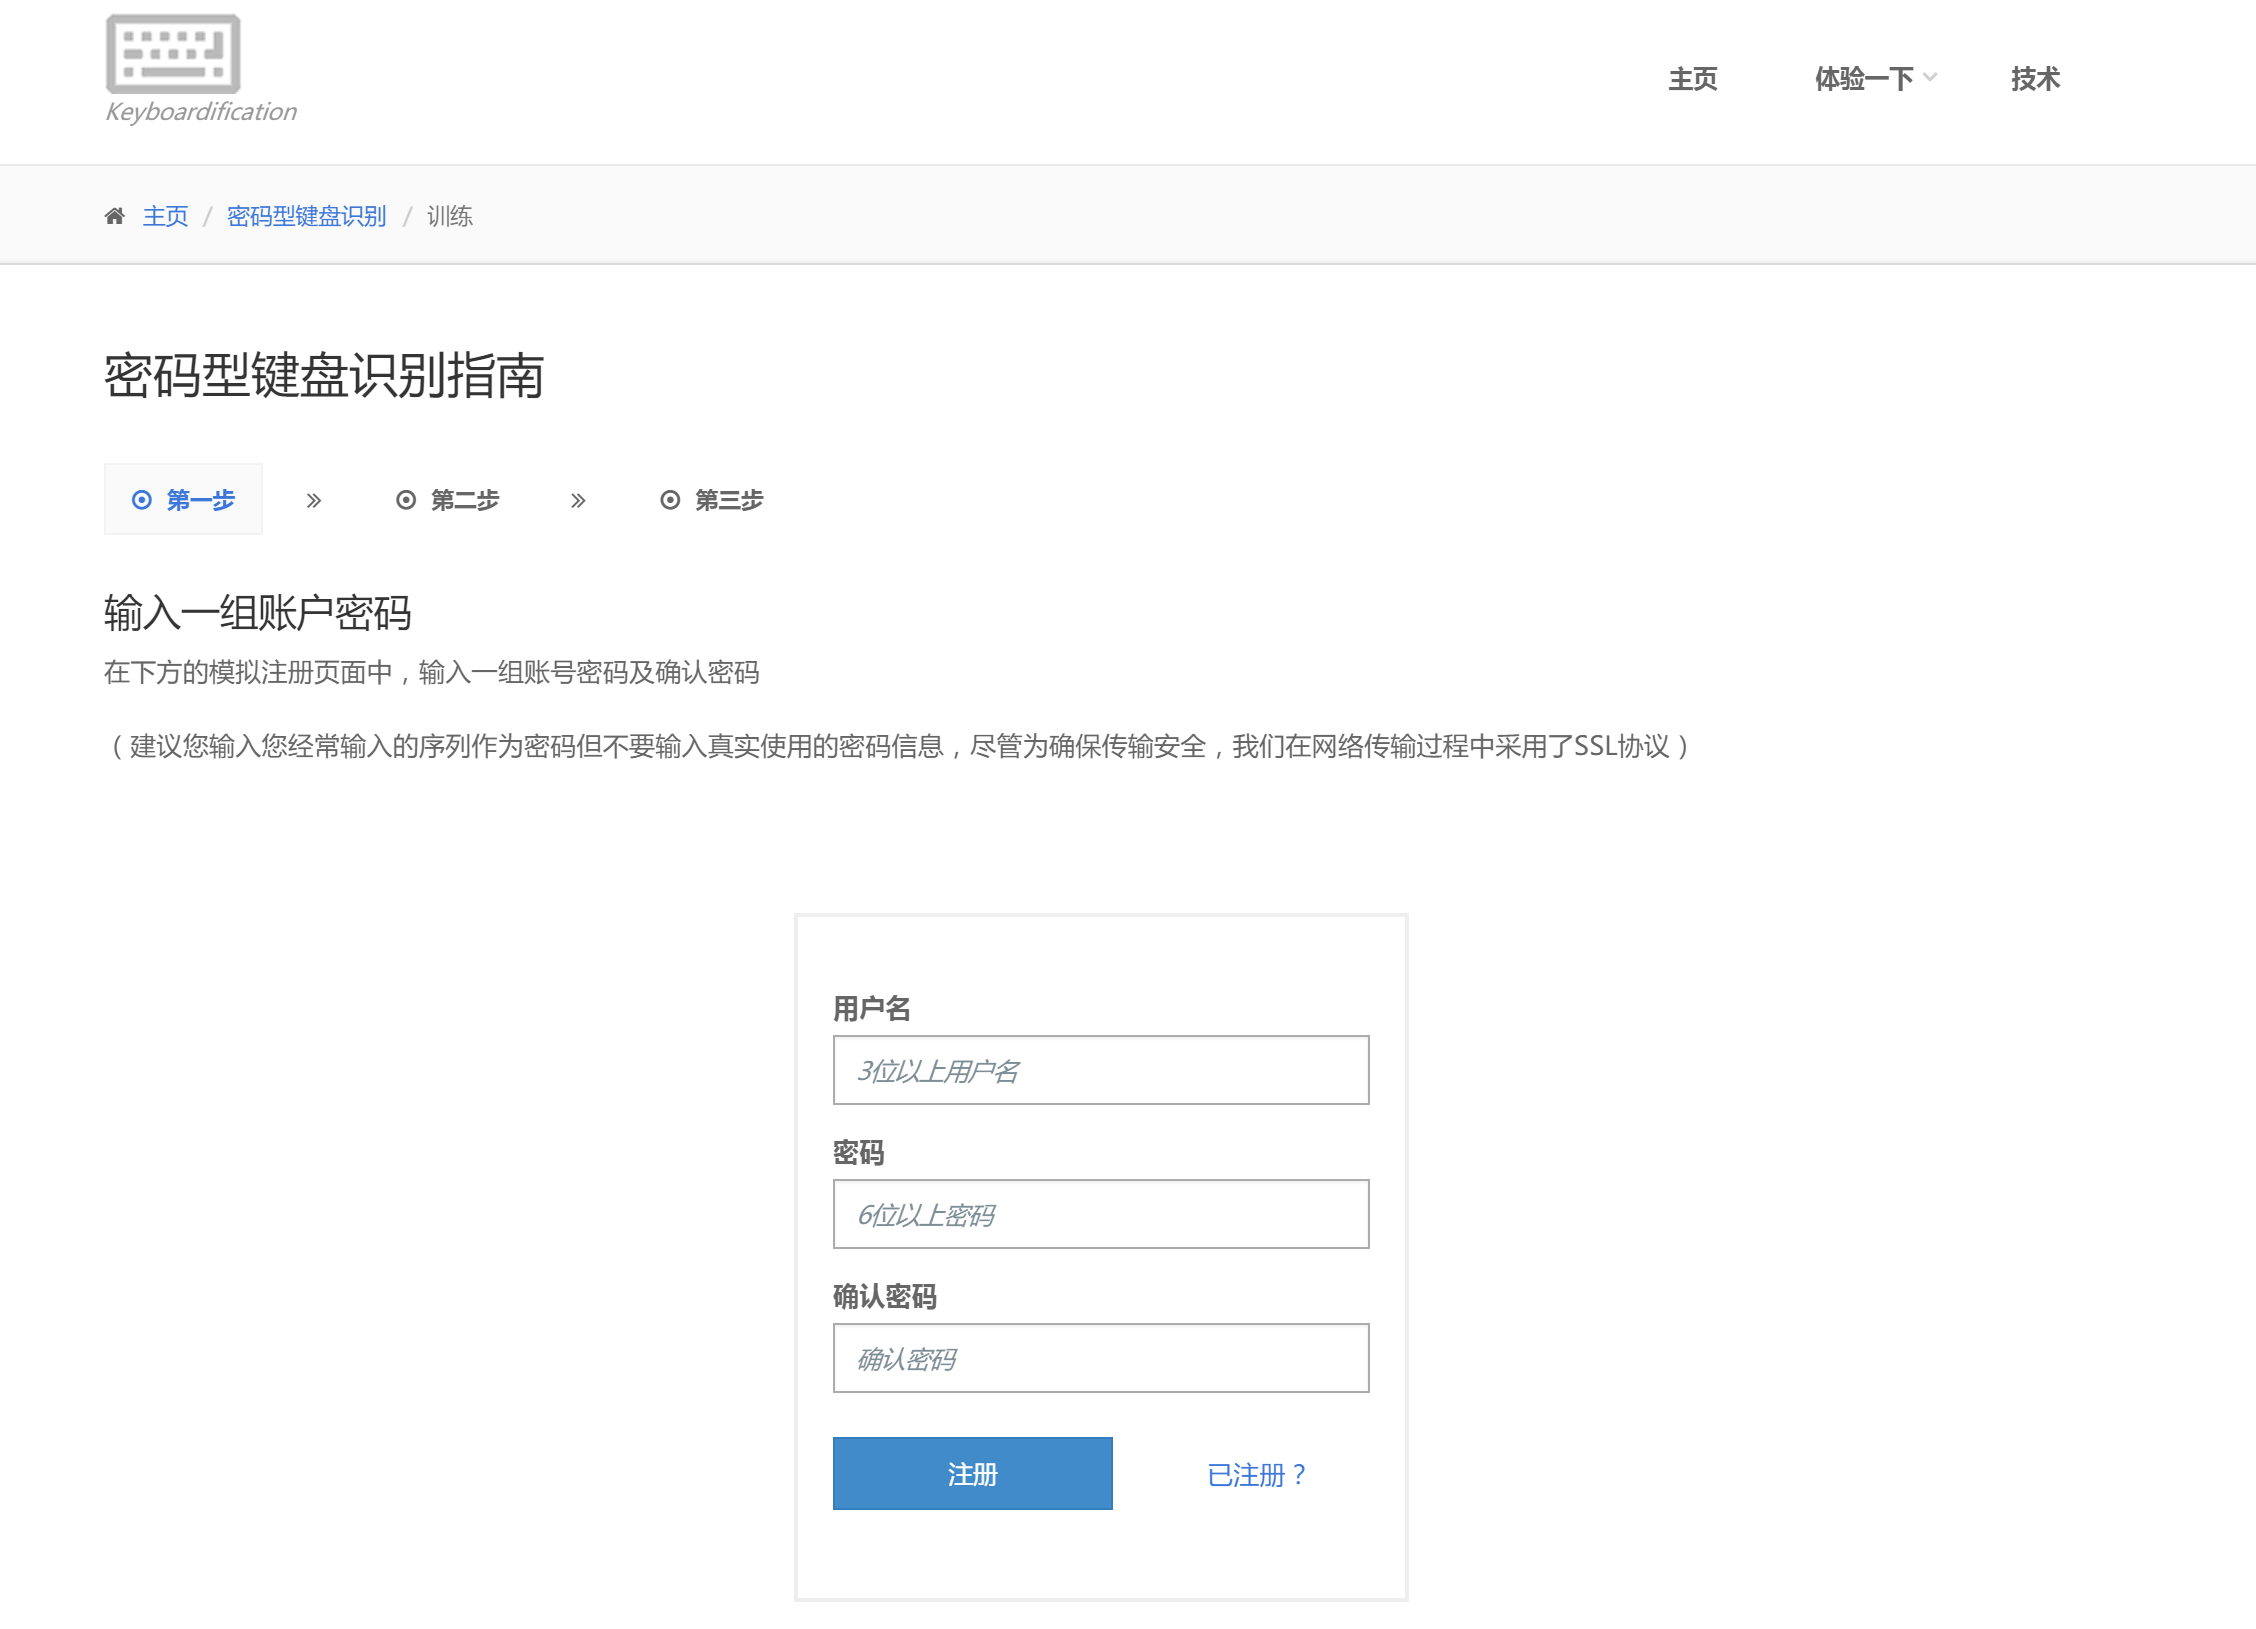 Keyboardification
主页 体验一下 技术
主页 / 密码型键盘识别 / 训练
密码型键盘识别指南
第一步 » 第二步 » 第三步
输入一组账户密码
在下方的模拟注册页面中，输入一组账号密码及确认密码
（建议您输入您经常输入的序列作为密码但不要输入真实使用的密码信息，尽管为确保传输安全，我们在网络传输过程中采用了SSL协议）
用户名
3位以上用户名
密码
6位以上密码
确认密码
确认密码
注册 已注册？